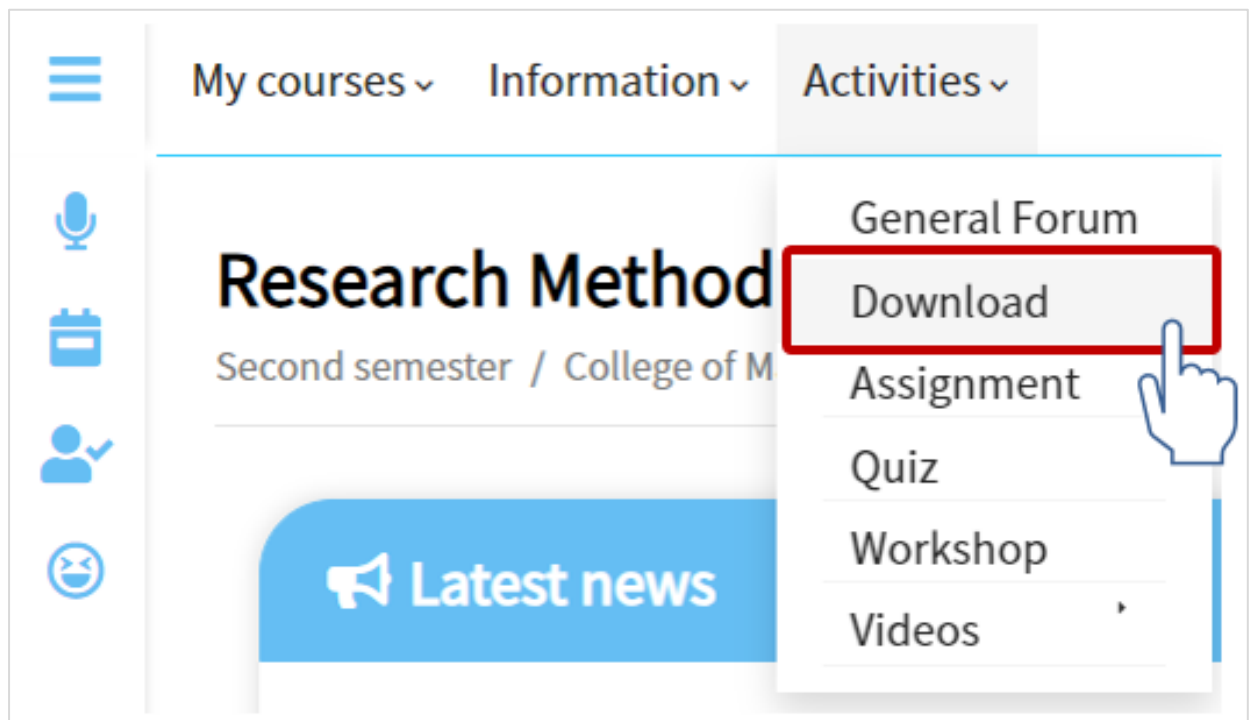 My courses Information Activities
General Forum
Download
Assignment
Quiz
Workshop
Videos
Research Method
Second semester / College of M
Latest news